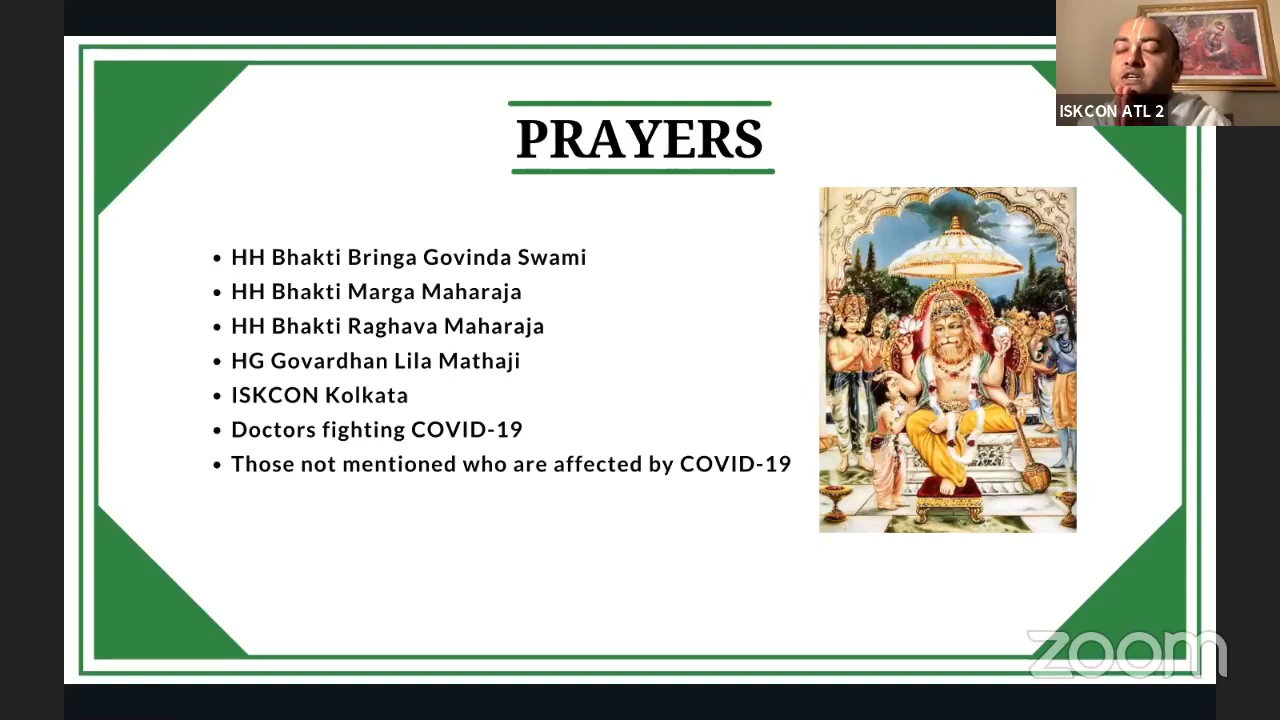 PRAYERS
• HH Bhakti Bringa Govinda Swami
• HH Bhakti Marga Maharaja
• HH Bhakti Raghava Maharaja
• HG Govardhan Lila Mathaji
• ISKCON Kolkata
• Doctors fighting COVID-19
• Those not mentioned who are affected by COVID-19
ISKCON ATL 2
zoom